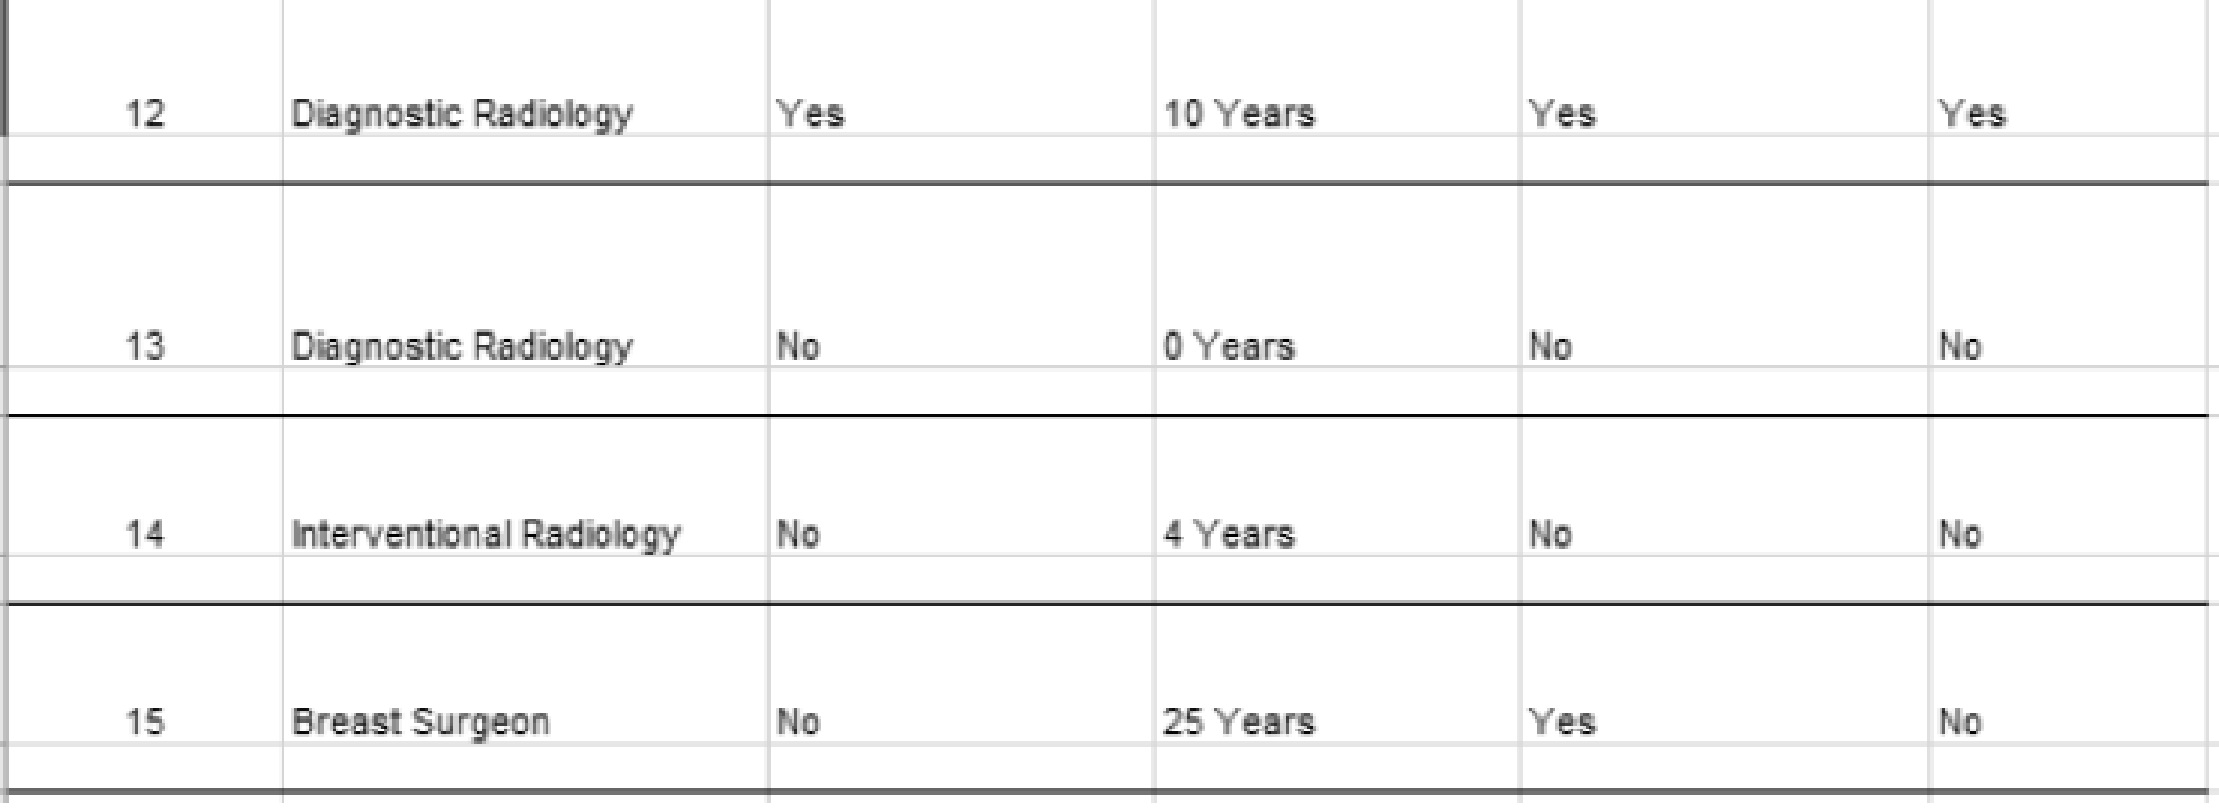 12 Diagnostic Radiology Yes 10 Years Yes Yes
13 Diagnostic Radiology No 0 Years No No
14 Interventional Radiology No 4 Years No No
15 Breast Surgeon No 25 Years Yes No